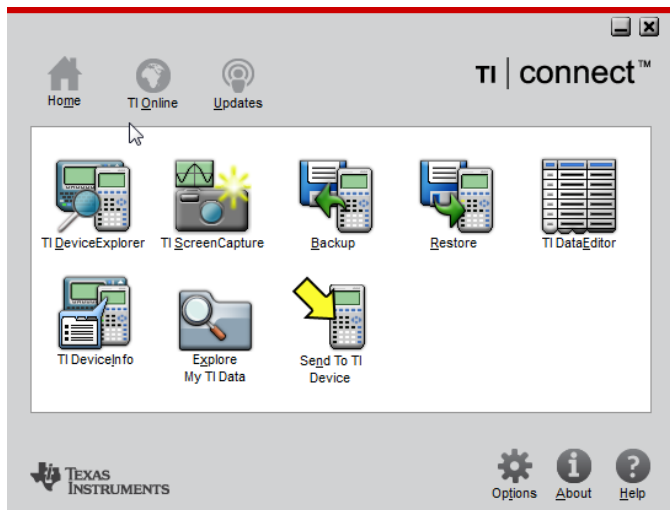 TI | connect™
Home
TI Online
Updates
TI DeviceExplorer
TI ScreenCapture
Backup
Restore
TI DataEditor
TI DeviceInfo
Explore
My TI Data
Send To TI
Device
TEXAS
INSTRUMENTS
Options
About
Help